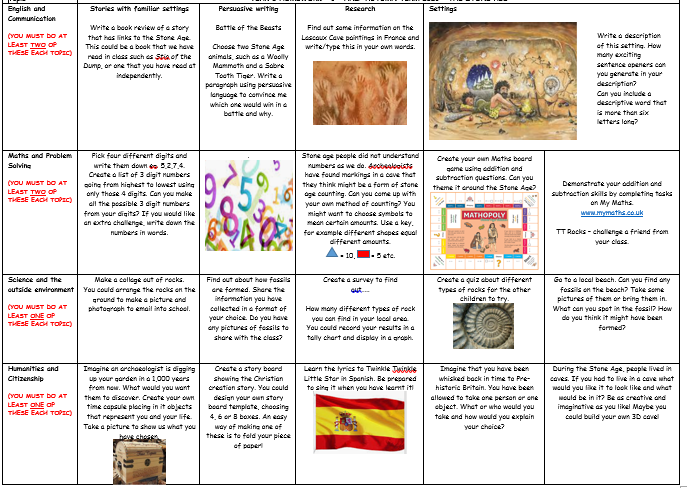 English and
Communication
(YOU MUST DO AT
LEAST TWO OF
THESE EACH TOPIC)
Stories with familiar settings
Write a book review of a story
that has links to the Stone Age.
This could be a book that we have
read in class such as Stig of the
Dump, or one that you have read at
independently.
Persuasive writing
Battle of the Beasts
Choose two Stone Age
animals, such as a Woolly
Mammoth and a Sabre
Tooth Tiger. Write a
paragraph using persuasive
language to convince me
which one would win in a
battle and why.
Research
Find out some information on the
Lascaux Cave paintings in France and
write/type this in your own words.
Settings
Write a description
of this setting. How
many exciting
sentence openers can
you generate in your
description?
Can you include a
descriptive word that
is more than six
letters long?
Maths and Problem
Solving
(YOU MUST DO AT
LEAST TWO OF
THESE EACH TOPIC)
Pick four different digits and
write them down eg. 5,2,7,4.
Create a list of 3 digit numbers
going from highest to lowest using
only those 4 digits. Can you make
all the possible 3 digit numbers
from your digits? If you would like
an extra challenge, write down the
numbers in words.
Stone age people did not understand
numbers as we do. Archealogists
have found markings in a cave that
they think might be a form of stone
age counting. Can you come up with
your own method of counting? You
might want to choose symbols to
mean certain amounts. Use a key,
for example different shapes equal
different amounts.
= 10, = 5 etc.
Create your own Maths board
game using addition and
subtraction questions. Can you
theme it around the Stone Age?
MATHOPOLY
Demonstrate your addition and
subtraction skills by completing tasks
on My Maths.
www.mymaths.co.uk
TT Rocks – challenge a friend from
your class.
Science and the
outside environment
(YOU MUST DO AT
LEAST ONE OF
THESE EACH TOPIC)
Make a collage out of rocks.
You could arrange the rocks on the
ground to make a picture and
photograph to email into school.
Find out about how fossils
are formed. Share the
information you have
collected in a format of
your choice. Do you have
any pictures of fossils to
share with the class?
Create a survey to find
out....
How many different types of rock
you can find in your local area.
You could record your results in a
tally chart and display in a graph.
Create a quiz about different
types of rocks for the other
children to try.
Go to a local beach. Can you find any
fossils on the beach? Take some
pictures of them or bring them in.
What can you spot in the fossil? How
do you think it might have been
formed?
Humanities and
Citizenship
(YOU MUST DO AT
LEAST ONE OF
THESE EACH TOPIC)
Imagine an archaeologist is digging
up your garden in a 1,000 years
from now. What would you want
them to discover. Create your own
time capsule placing in it objects
that represent you and your life.
Take a picture to show us what you
have chosen.
Create a story board
showing the Christian
creation story. You could
design your own story
board template, choosing
4, 6 or 8 boxes. An easy
way of making one of
these is to fold your piece
of paper!
Learn the lyrics to Twinkle Twinkle
Little Star in Spanish. Be prepared
to sing it when you have learnt it!
Imagine that you have been
whisked back in time to Pre-
historic Britain. You have been
allowed to take one person or one
object. What or who would you
take and how would you explain
your choice?
During the Stone Age, people lived in
caves. If you had to live in a cave what
would you like it to look like and what
would be in it? Be as creative and
imaginative as you like! Maybe you
could build your own 3D cave!